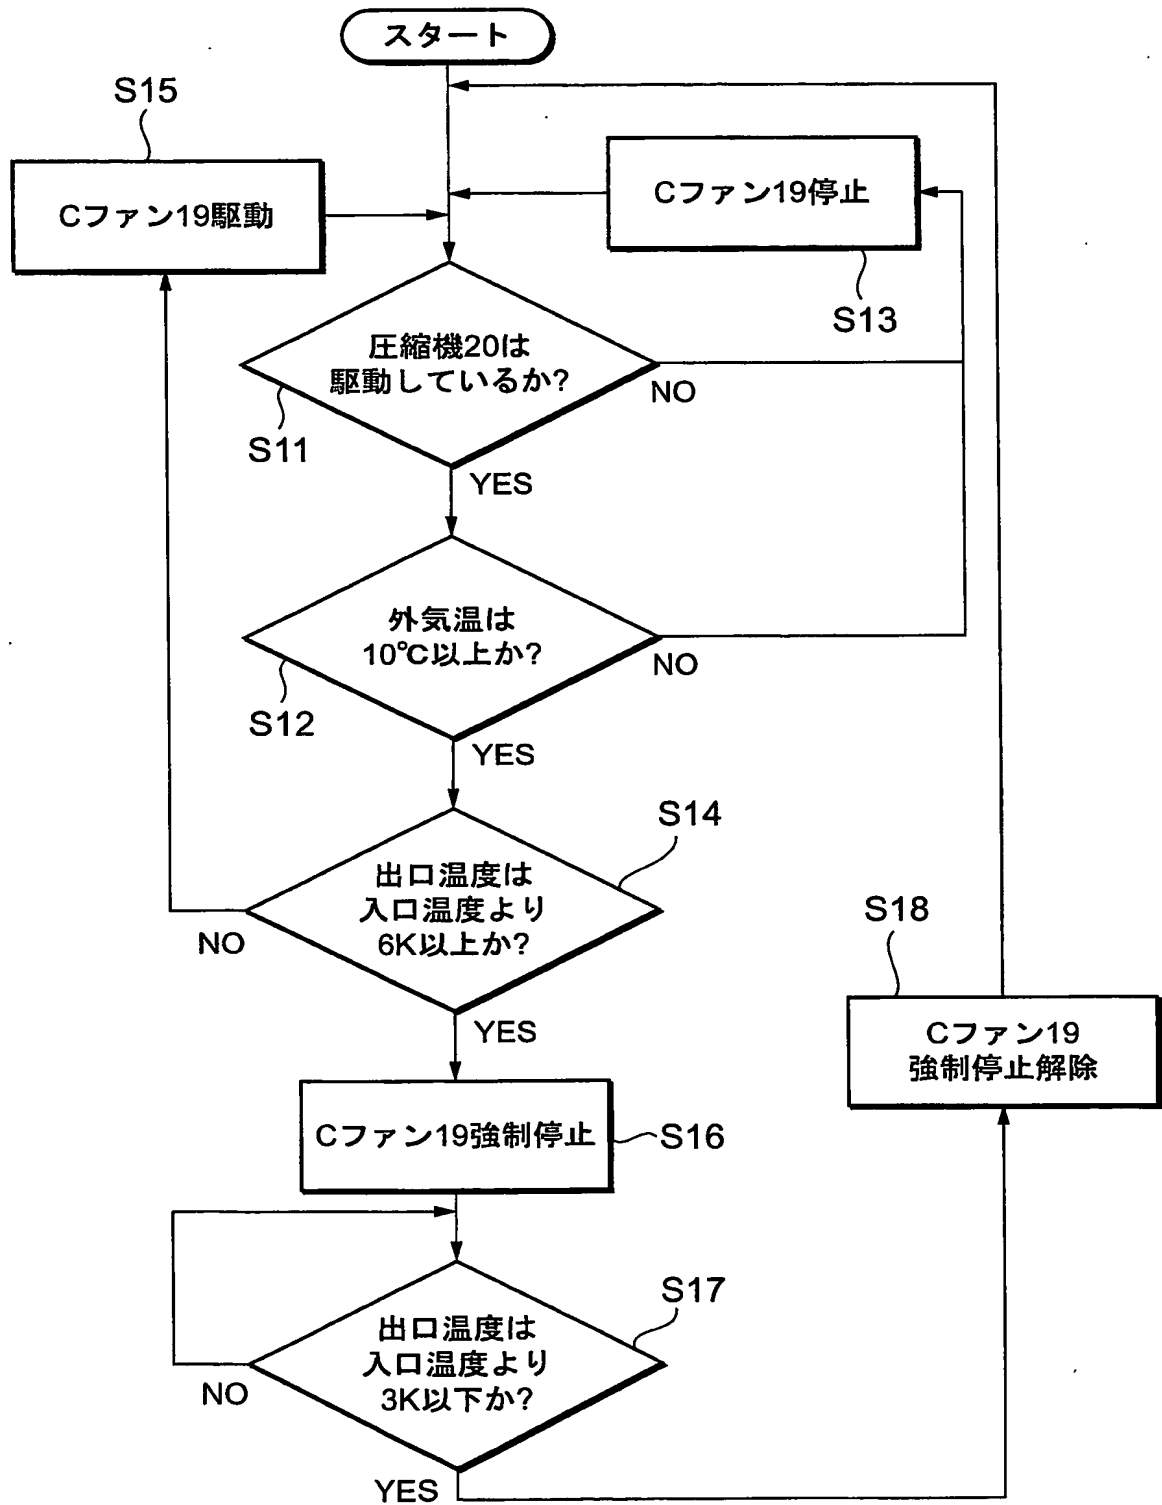 スタート
S15
Cファン19駆動
Cファン19停止
S13
圧縮機20は
駆動しているか?
NO
S11
YES
外気温は
10℃以上か?
NO
S12
YES
S14
出口温度は
入口温度より
6K以上か?
NO
YES
S18
Cファン19
強制停止解除
Cファン19強制停止
S16
S17
出口温度は
入口温度より
3K以下か?
NO
YES